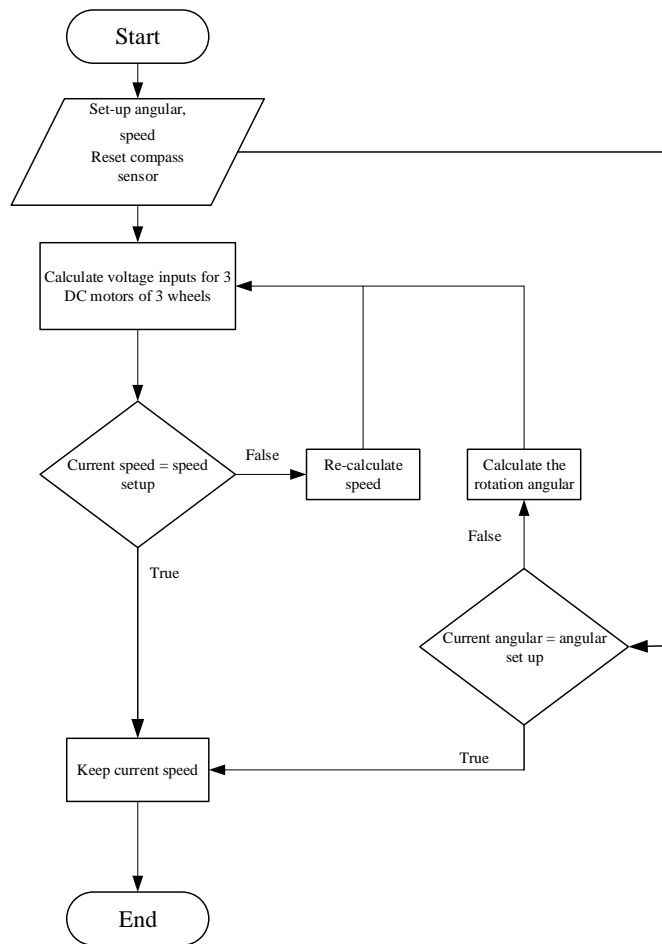 Start
Set-up angular,
speed
Reset compass
sensor
Calculate voltage inputs for 3
DC motors of 3 wheels
Current speed = speed
setup
False
Re-calculate
speed
Calculate the
rotation angular
False
True
Current angular = angular
set up
True
Keep current speed
End